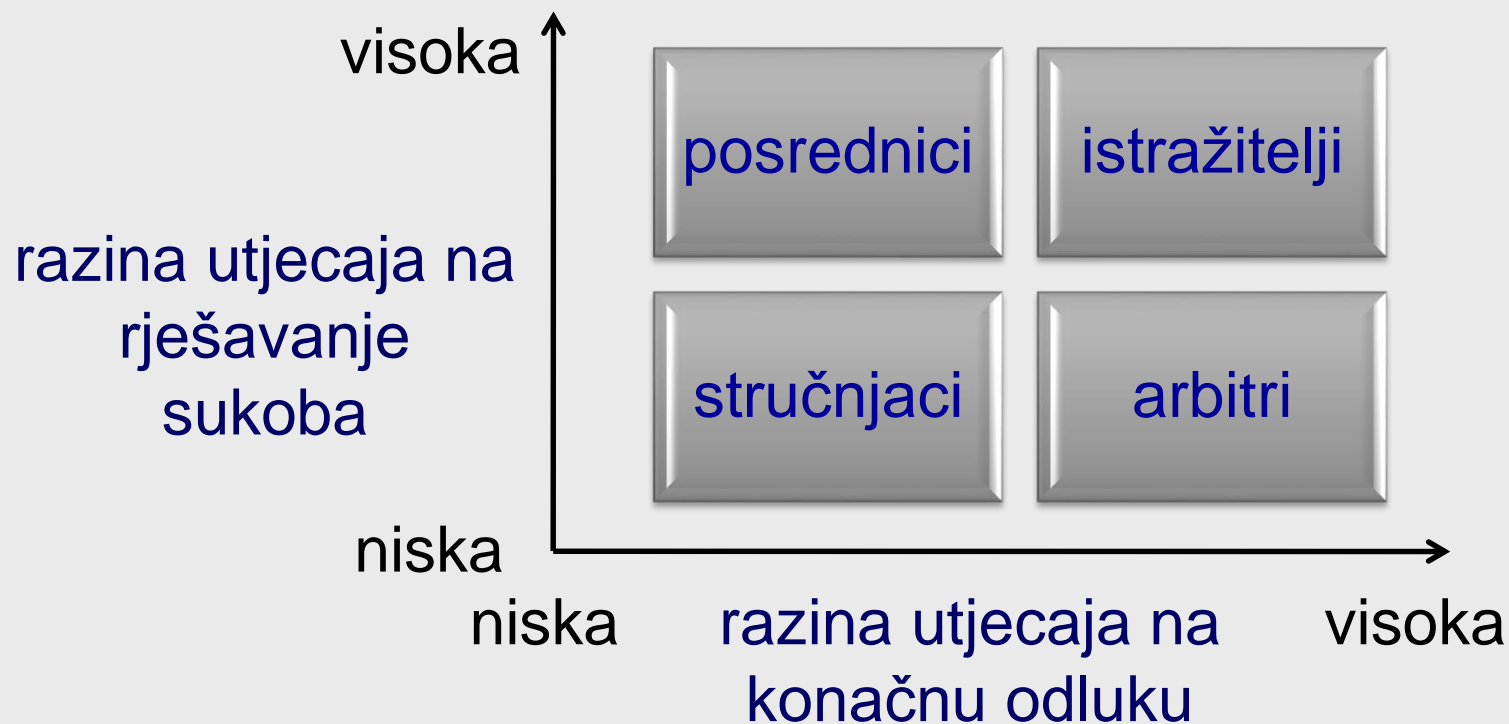 visoka
posrednici
istražitelji
razina utjecaja na
rješavanje
sukoba
stručnjaci
arbitri
niska
niska
razina utjecaja na
konačnu odluku
visoka